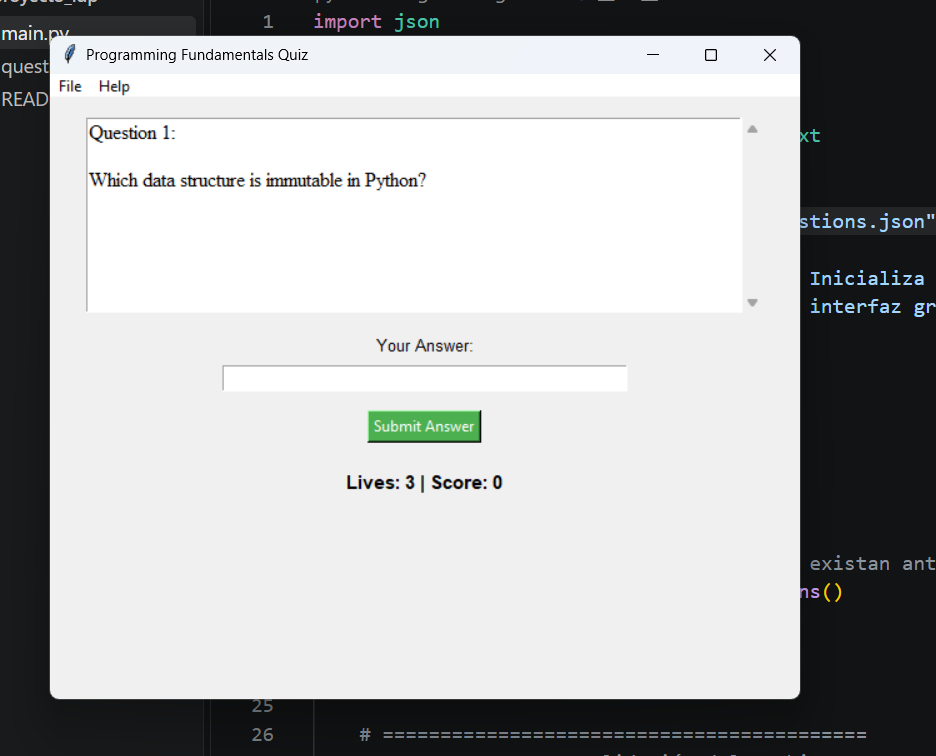 main.py
1 import json
quest
READ
Programming Fundamentals Quiz
File Help
Question 1:
Which data structure is immutable in Python?
Your Answer:
Submit Answer
Lives: 3 | Score: 0
xt
stions.json"
Inicializa
interfaz gr
existan ant
ns()
25
26 # =========================================